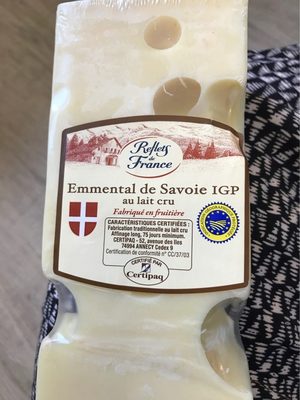 Reflets
de
France
Emmental de Savoie IGP
au lait cru
Fabriqué en fruitière
CARACTÉRISTIQUES CERTIFIÉES :
Fabrication traditionnelle au lait cru
Affinage long, 75 jours minimum.
CERTIPAQ - 52, avenue des Iles
74994 ANNECY Cedex 9
Certification de conformité n° CC/37/03
CERTIFIÉ PAR
Certipaq